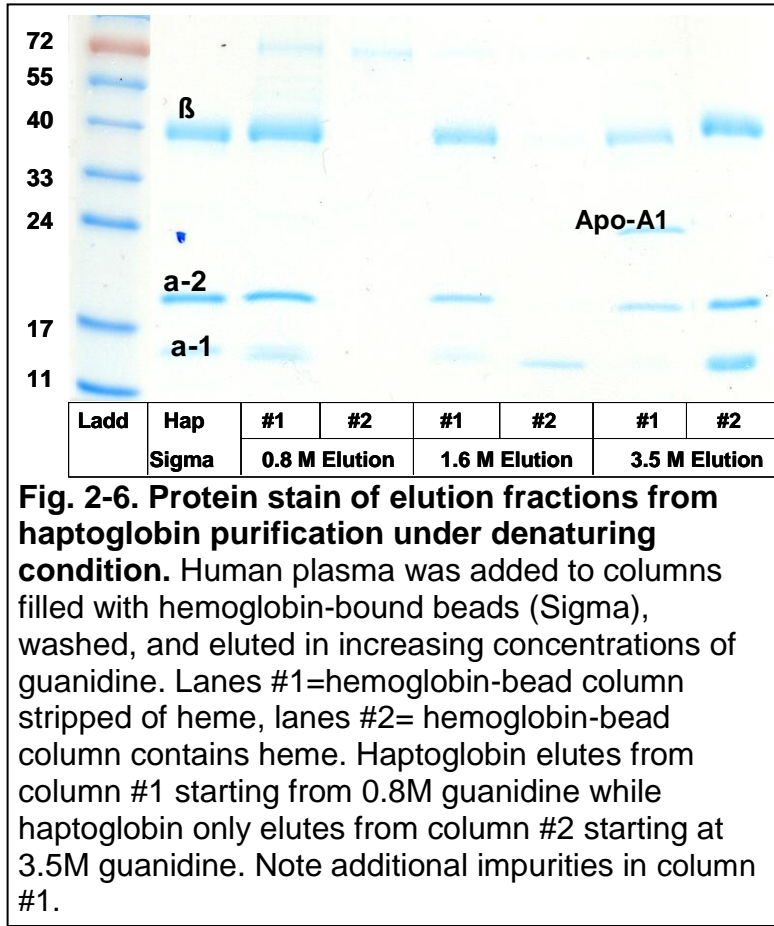 72
55
40
33
24
17
11
ß
a-2
a-1
Apo-A1
Ladd Hap #1 #2 #1 #2 #1 #2
Sigma 0.8 M Elution 1.6 M Elution 3.5 M Elution
Fig. 2-6. Protein stain of elution fractions from
haptoglobin purification under denaturing
condition. Human plasma was added to columns
filled with hemoglobin-bound beads (Sigma),
washed, and eluted in increasing concentrations of
guanidine. Lanes #1=hemoglobin-bead column
stripped of heme, lanes #2= hemoglobin-bead
column contains heme. Haptoglobin elutes from
column #1 starting from 0.8M guanidine while
haptoglobin only elutes from column #2 starting at
3.5M guanidine. Note additional impurities in column
#1.